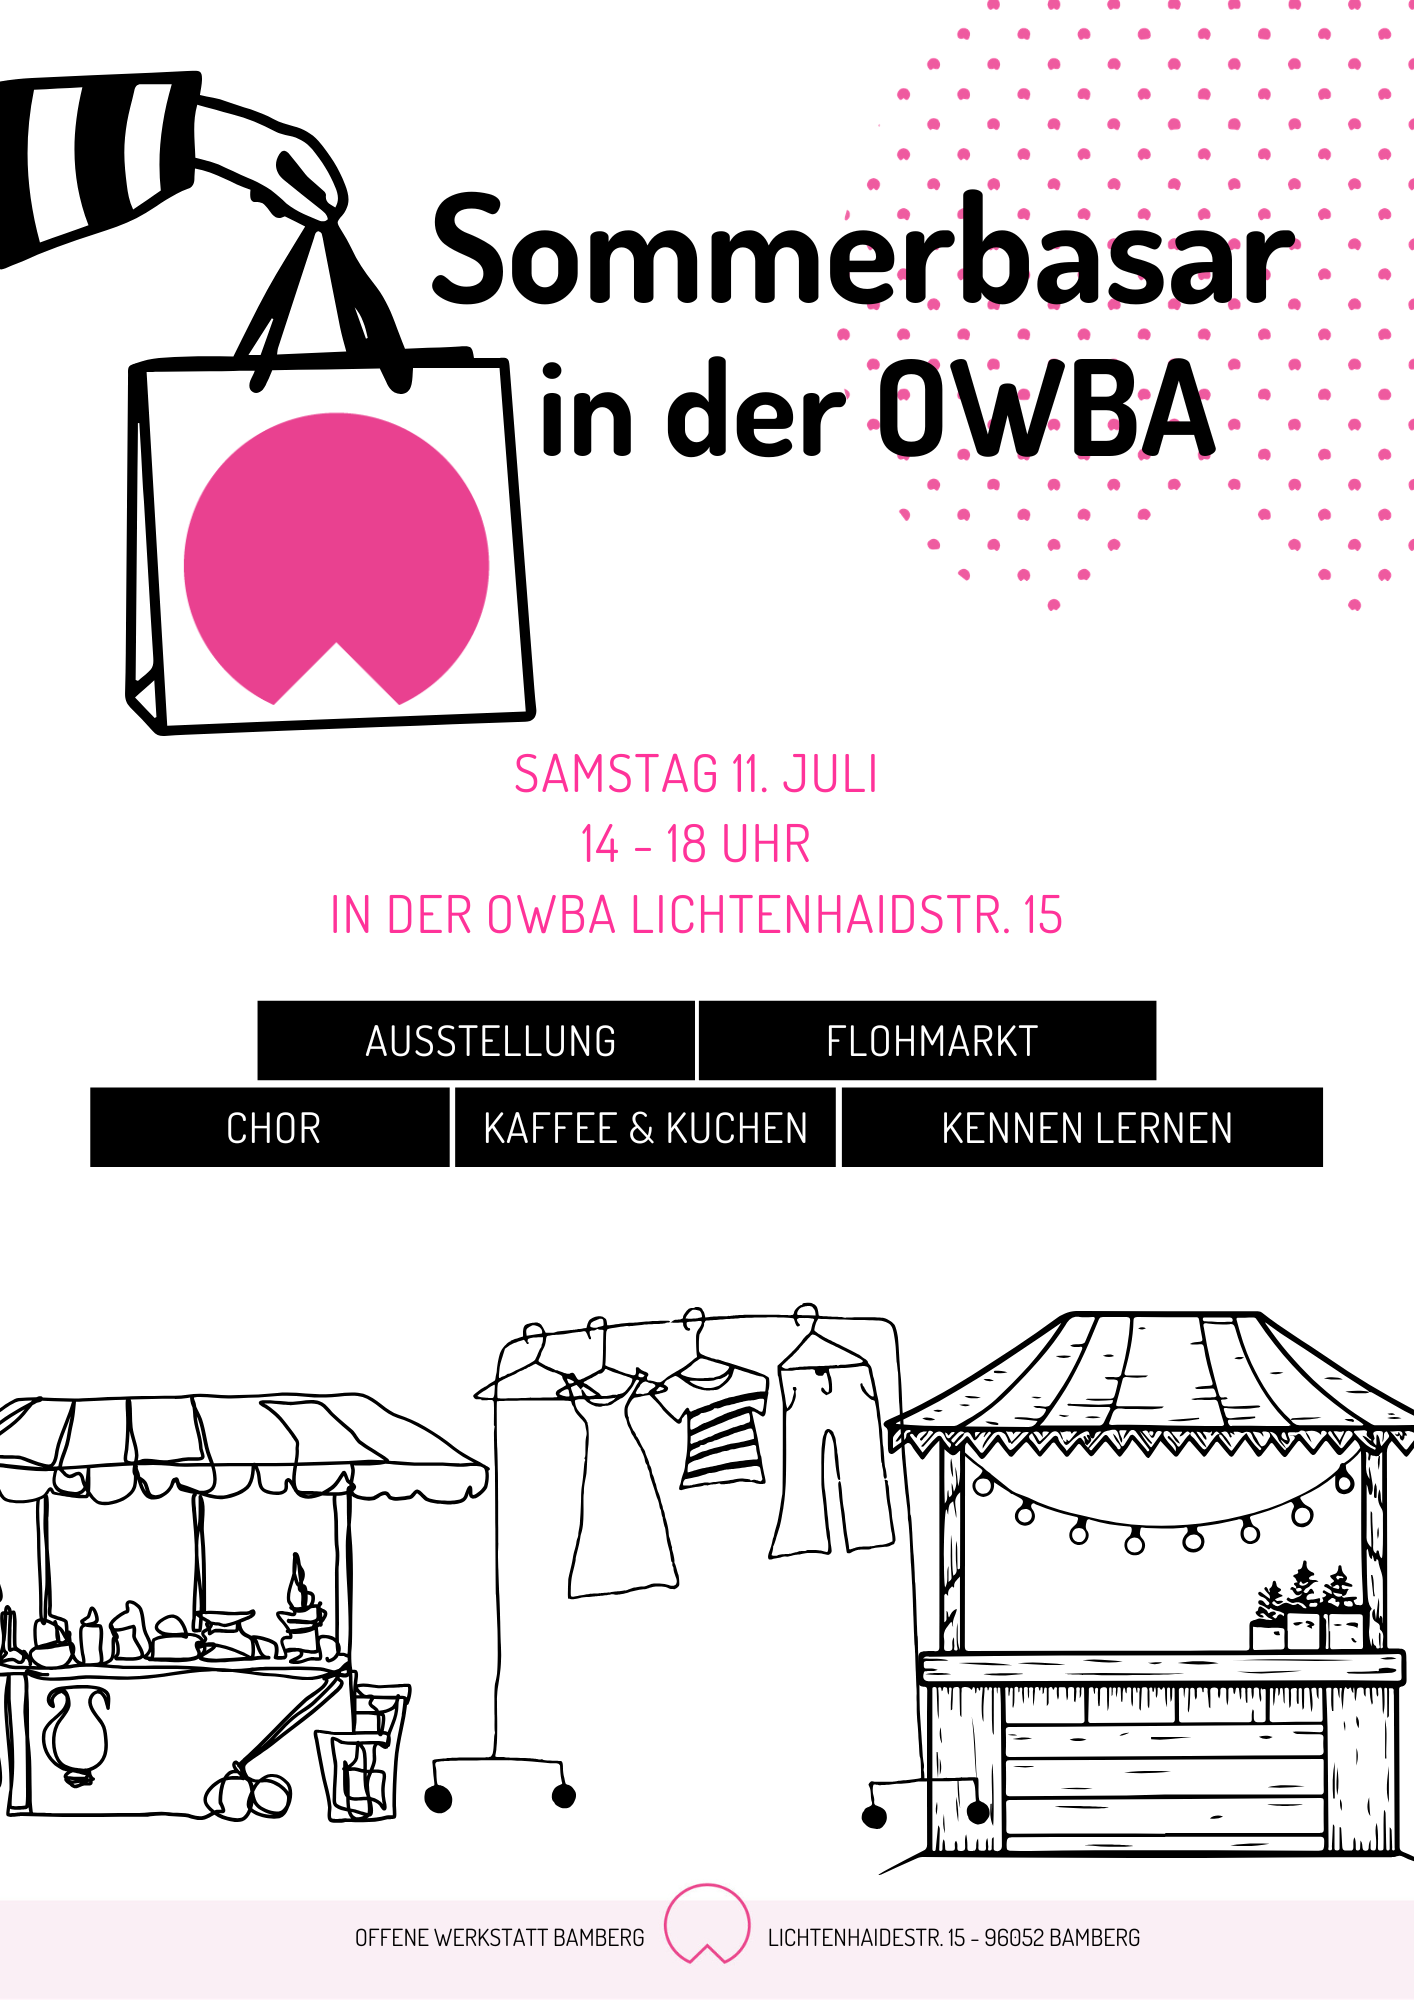 Sommerbasar
in der OWBA
SAMSTAG 11. JULI
14 - 18 UHR
IN DER OWBA LICHTENHAIDSTR. 15
AUSSTELLUNG
FLOHMARKT
CHOR
KAFFEE & KUCHEN
KENNEN LERNEN
OFFENE WERKSTATT BAMBERG
LICHTENHAIDESTR. 15 - 96052 BAMBERG